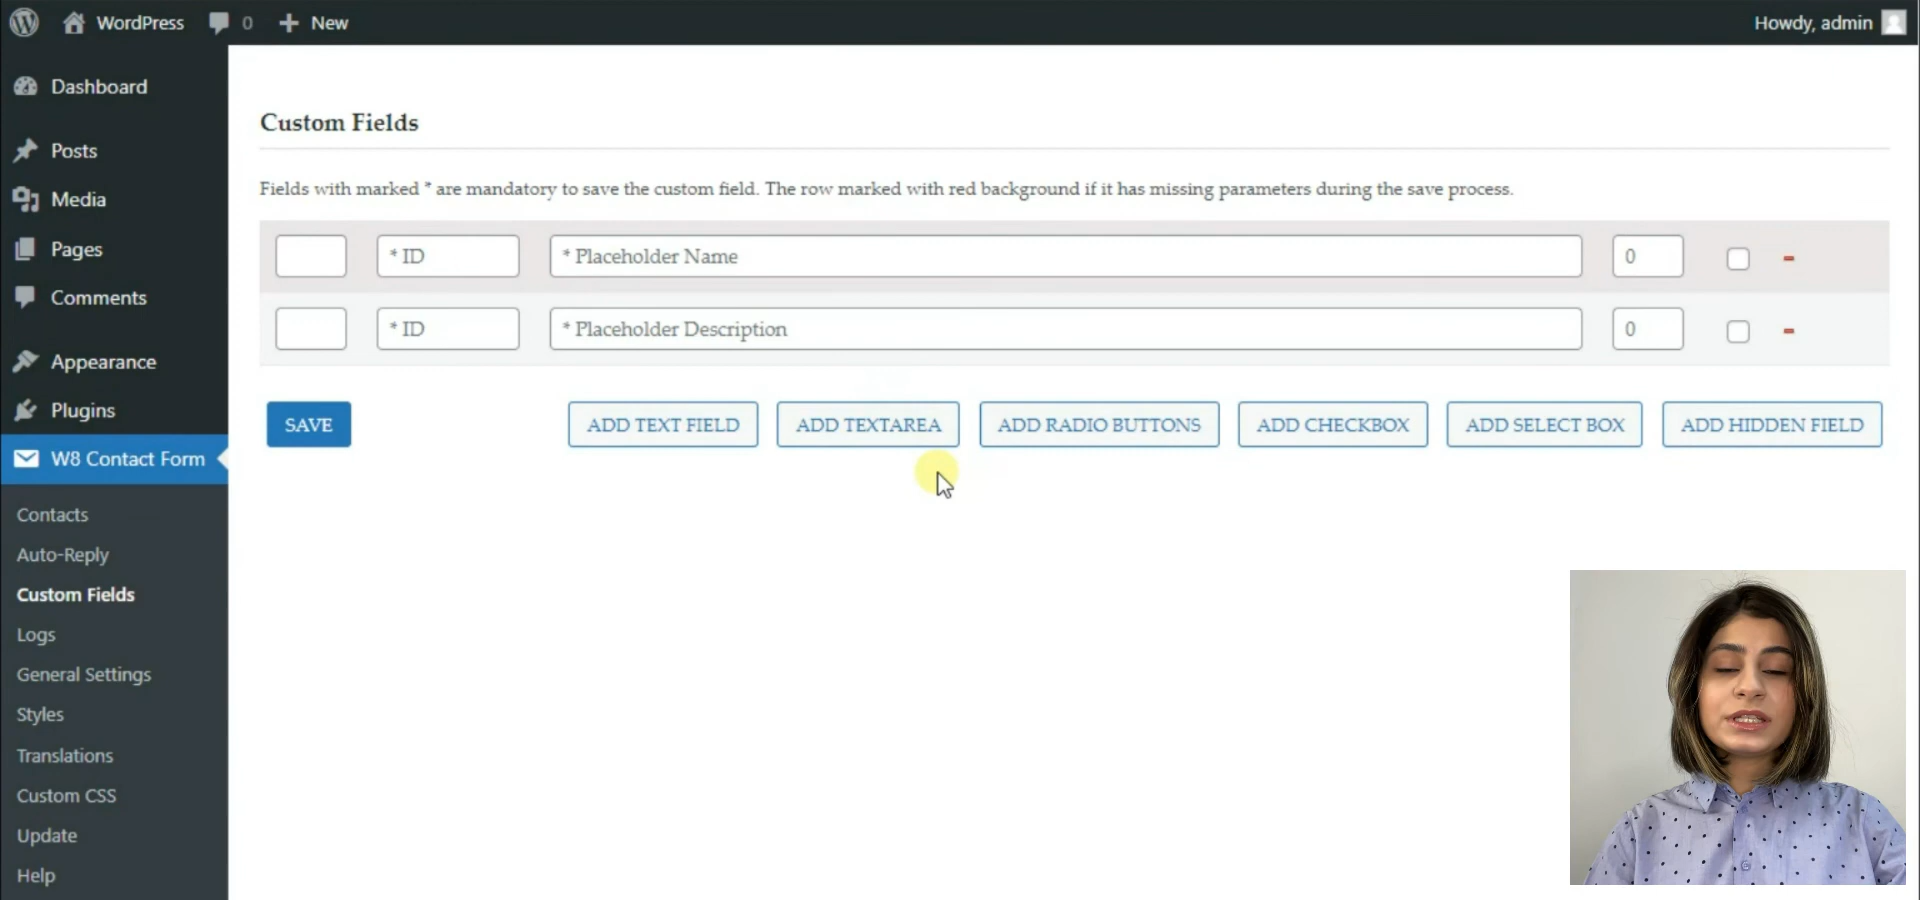 WordPress 0 New Howdy, admin
Dashboard
Posts
Media
Pages
Comments
Appearance
Plugins
W8 Contact Form
Contacts
Auto-Reply
Custom Fields
Logs
General Settings
Styles
Translations
Custom CSS
Update
Help
Custom Fields
Fields with marked * are mandatory to save the custom field. The row marked with red background if it has missing parameters during the save process.
* ID * Placeholder Name 0
* ID * Placeholder Description 0
SAVE ADD TEXT FIELD ADD TEXTAREA ADD RADIO BUTTONS ADD CHECKBOX ADD SELECT BOX ADD HIDDEN FIELD